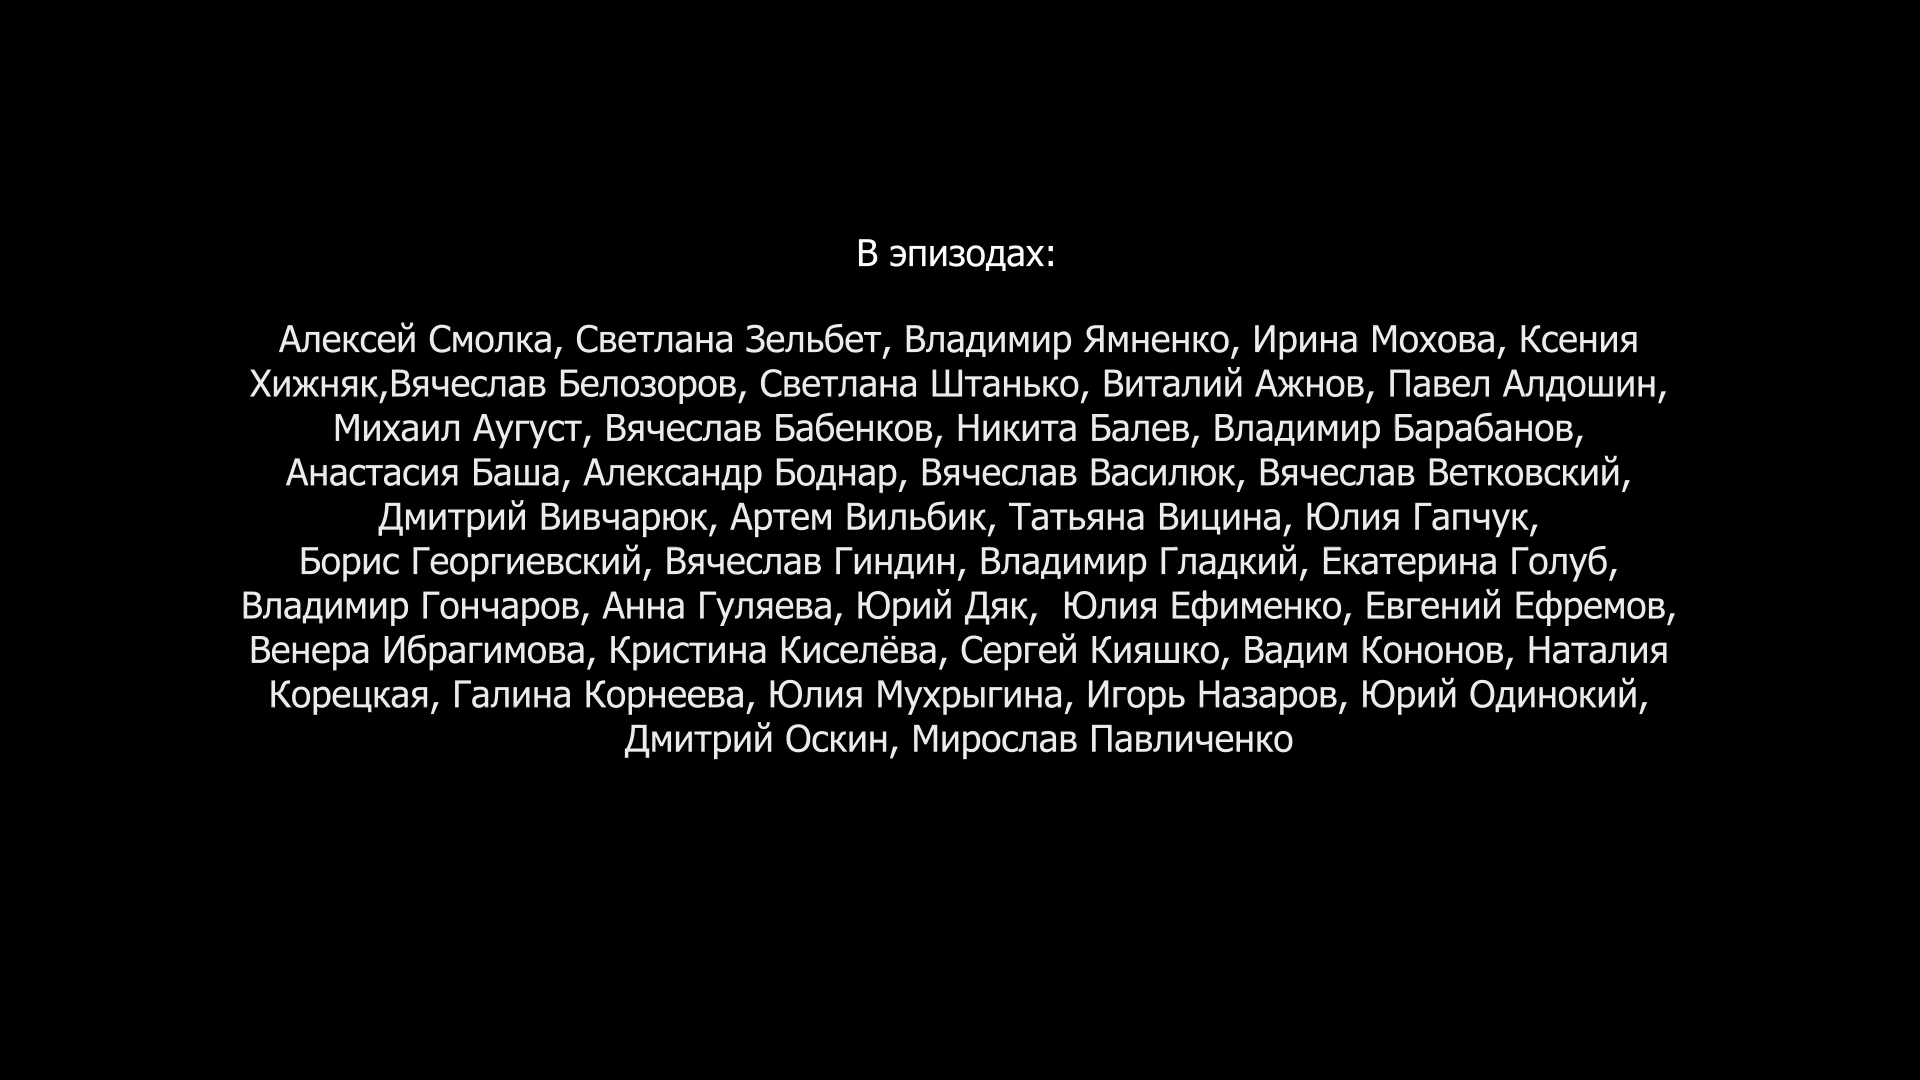 В эпизодах:
Алексей Смолка, Светлана Зельбет, Владимир Ямненко, Ирина Мохова, Ксения
Хижняк,Вячеслав Белозоров, Светлана Штанько, Виталий Ажнов, Павел Алдошин,
Михаил Аугуст, Вячеслав Бабенков, Никита Балев, Владимир Барабанов,
Анастасия Баша, Александр Боднар, Вячеслав Василюк, Вячеслав Ветковский,
Дмитрий Вивчарюк, Артем Вильбик, Татьяна Вицина, Юлия Гапчук,
Борис Георгиевский, Вячеслав Гиндин, Владимир Гладкий, Екатерина Голуб,
Владимир Гончаров, Анна Гуляева, Юрий Дяк,  Юлия Ефименко, Евгений Ефремов,
Венера Ибрагимова, Кристина Киселёва, Сергей Кияшко, Вадим Кононов, Наталия
Корецкая, Галина Корнеева, Юлия Мухрыгина, Игорь Назаров, Юрий Одинокий,
Дмитрий Оскин, Мирослав Павличенко